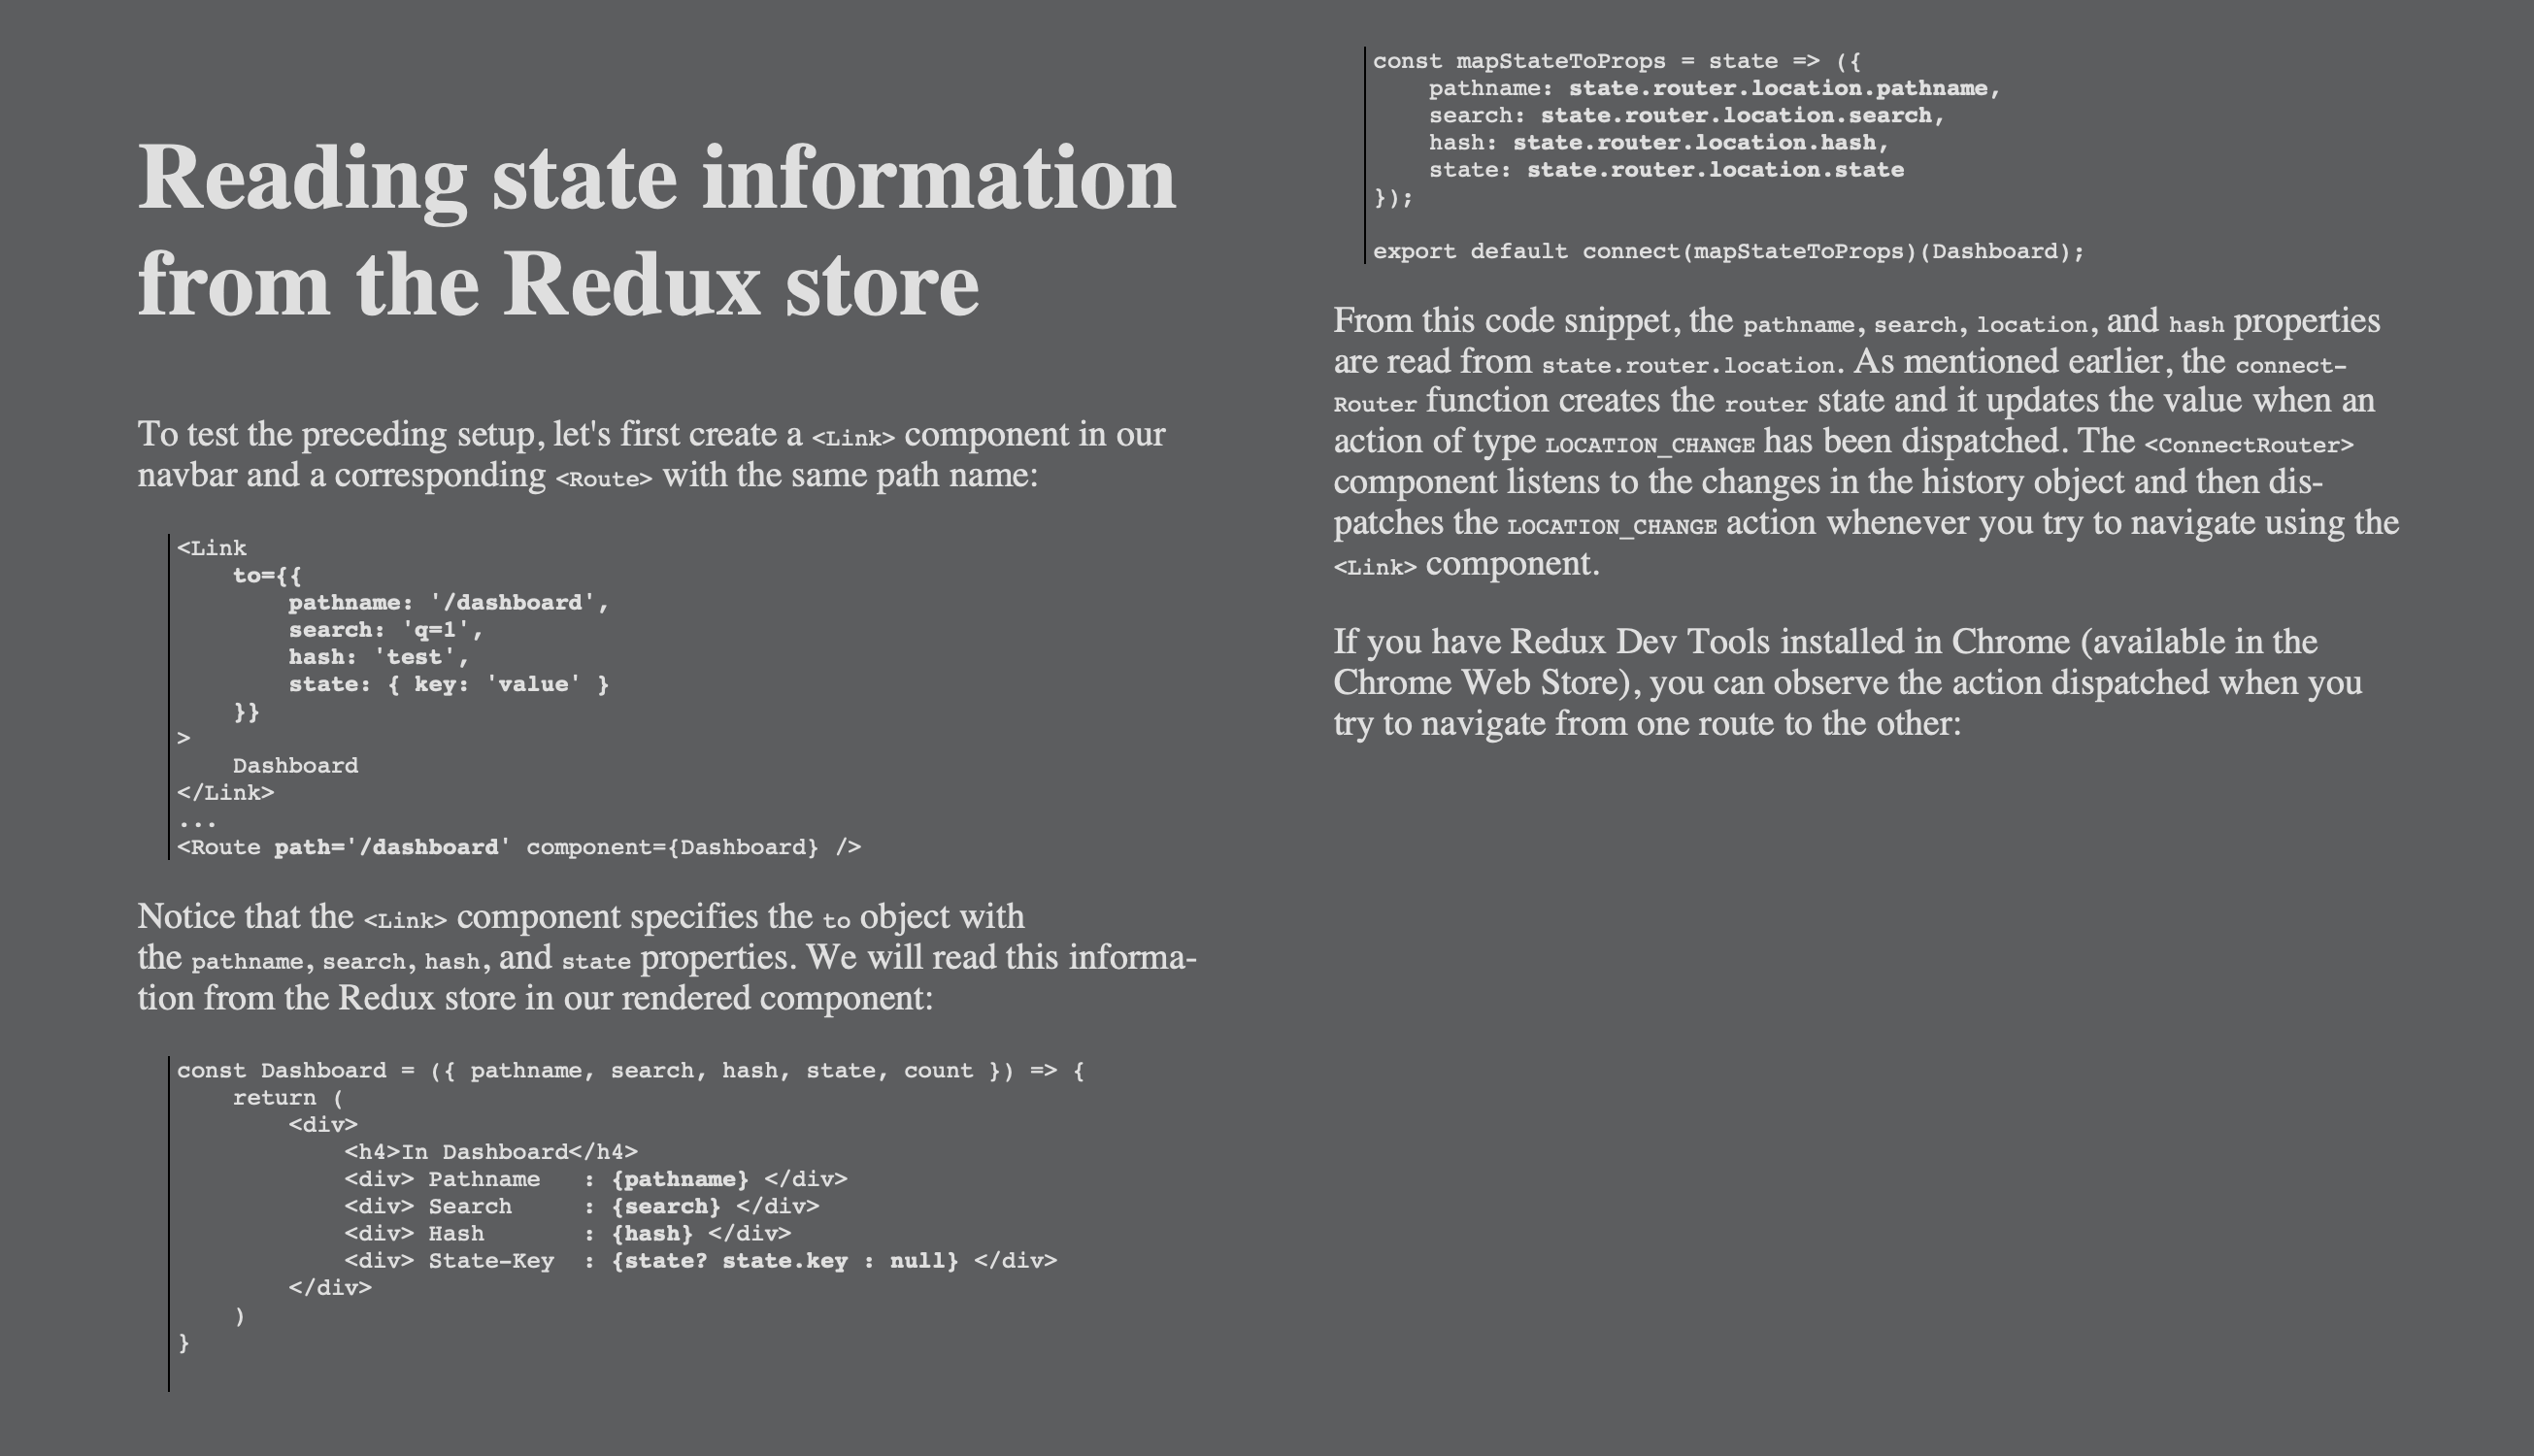 Reading state information
from the Redux store
To test the preceding setup, let's first create a <Link> component in our
navbar and a corresponding <Route> with the same path name:
<Link
    to={{
        pathname: '/dashboard',
        search: 'q=1',
        hash: 'test',
        state: { key: 'value' }
    }}
>
    Dashboard
</Link>
...
<Route path='/dashboard' component={Dashboard} />
Notice that the <Link> component specifies the to object with
the pathname, search, hash, and state properties. We will read this informa-
tion from the Redux store in our rendered component:
const Dashboard = ({ pathname, search, hash, state, count }) => {
    return (
        <div>
            <h4>In Dashboard</h4>
            <div> Pathname   : {pathname} </div>
            <div> Search     : {search} </div>
            <div> Hash       : {hash} </div>
            <div> State-Key  : {state? state.key : null} </div>
        </div>
    )
}
const mapStateToProps = state => ({
    pathname: state.router.location.pathname,
    search: state.router.location.search,
    hash: state.router.location.hash,
    state: state.router.location.state
});
export default connect(mapStateToProps)(Dashboard);
From this code snippet, the pathname, search, location, and hash properties
are read from state.router.location. As mentioned earlier, the connect-
Router function creates the router state and it updates the value when an
action of type LOCATION_CHANGE has been dispatched. The <ConnectRouter>
component listens to the changes in the history object and then dis-
patches the LOCATION_CHANGE action whenever you try to navigate using the
<Link> component.
If you have Redux Dev Tools installed in Chrome (available in the
Chrome Web Store), you can observe the action dispatched when you
try to navigate from one route to the other: